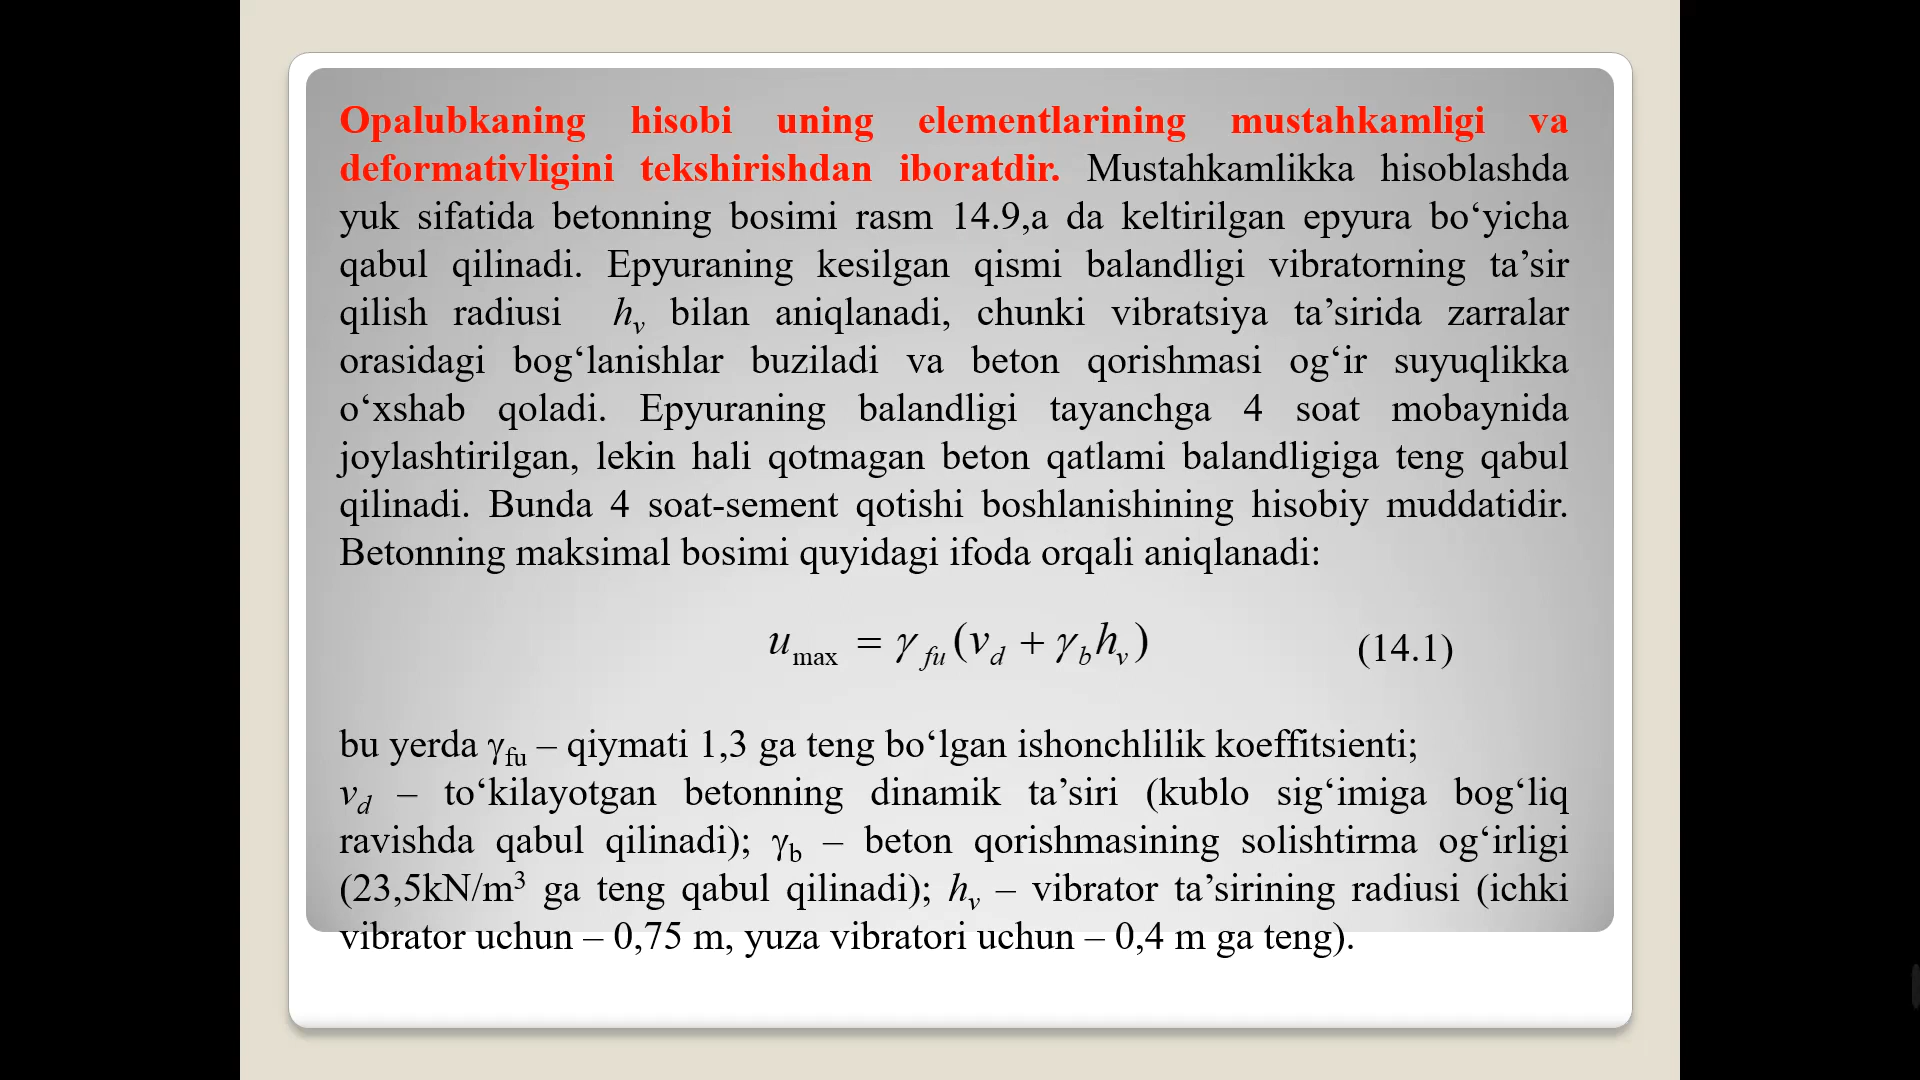 Opalubkaning hisobi uning elementlarining mustahkamligi va
deformativligini tekshirishdan iboratdir. Mustahkamlikka hisoblashda
yuk sifatida betonning bosimi rasm 14.9,a da keltirilgan epyura bo‘yicha
qabul qilinadi. Epyuraning kesilgan qismi balandligi vibratorning ta’sir
qilish radiusi h_v bilan aniqlanadi, chunki vibratsiya ta’sirida zarralar
orasidagi bog‘lanishlar buziladi va beton qorishmasi og‘ir suyuqlikka
o‘xshab qoladi. Epyuraning balandligi tayanchga 4 soat mobaynida
joylashtirilgan, lekin hali qotmagan beton qatlami balandligiga teng qabul
qilinadi. Bunda 4 soat-sement qotishi boshlanishining hisobiy muddatidir.
Betonning maksimal bosimi quyidagi ifoda orqali aniqlanadi:
u_max = γ_fu (v_d + γ_b h_v) (14.1)
bu yerda γ_fu – qiymati 1,3 ga teng bo‘lgan ishonchlilik koeffitsienti;
v_d – to‘kilayotgan betonning dinamik ta’siri (kublo sig‘imiga bog‘liq
ravishda qabul qilinadi); γ_b – beton qorishmasining solishtirma og‘irligi
(23,5kN/m³ ga teng qabul qilinadi); h_v – vibrator ta’sirining radiusi (ichki
vibrator uchun – 0,75 m, yuza vibratori uchun – 0,4 m ga teng).